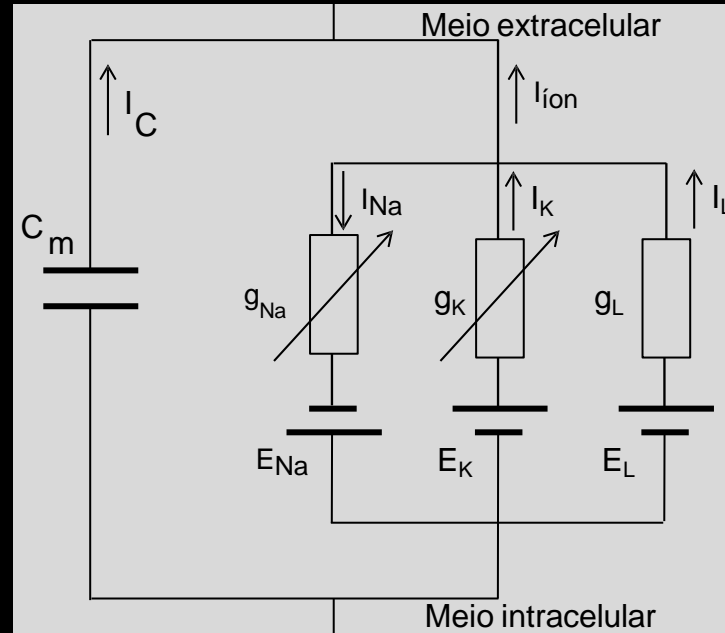 Meio extracelular
I_C
I_íon
I_Na
I_K
I_L
C_m
g_Na
g_K
g_L
E_Na
E_K
E_L
Meio intracelular